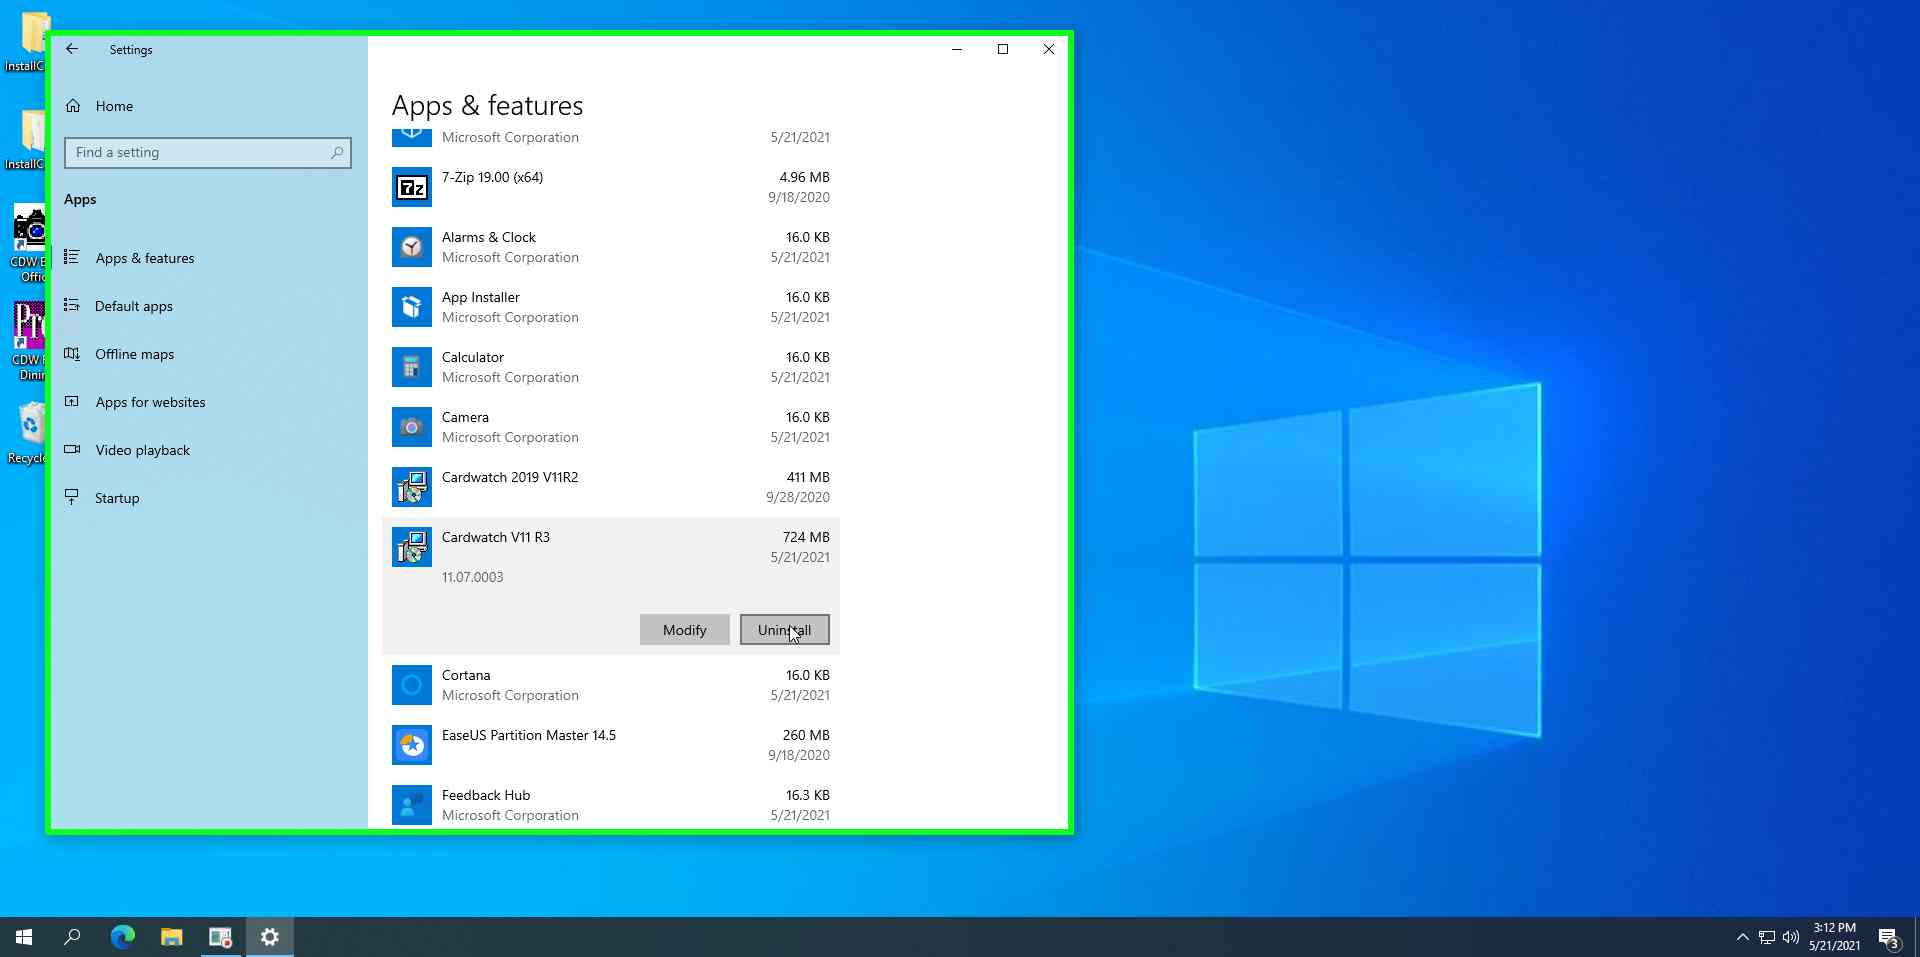 Settings
Home
Find a setting
Apps
Apps & features
Default apps
Offline maps
Apps for websites
Video playback
Startup
Apps & features
Microsoft Corporation 5/21/2021
7-Zip 19.00 (x64) 4.96 MB
9/18/2020
Alarms & Clock 16.0 KB
Microsoft Corporation 5/21/2021
App Installer 16.0 KB
Microsoft Corporation 5/21/2021
Calculator 16.0 KB
Microsoft Corporation 5/21/2021
Camera 16.0 KB
Microsoft Corporation 5/21/2021
Cardwatch 2019 V11R2 411 MB
9/28/2020
Cardwatch V11 R3 724 MB
5/21/2021
11.07.0003
Modify Uninstall
Cortana 16.0 KB
Microsoft Corporation 5/21/2021
EaseUS Partition Master 14.5 260 MB
9/18/2020
Feedback Hub 16.3 KB
Microsoft Corporation 5/21/2021
InstallC
InstallC
CDW
Offic
CDW
Dinin
Recycle
3:12 PM
5/21/2021
3